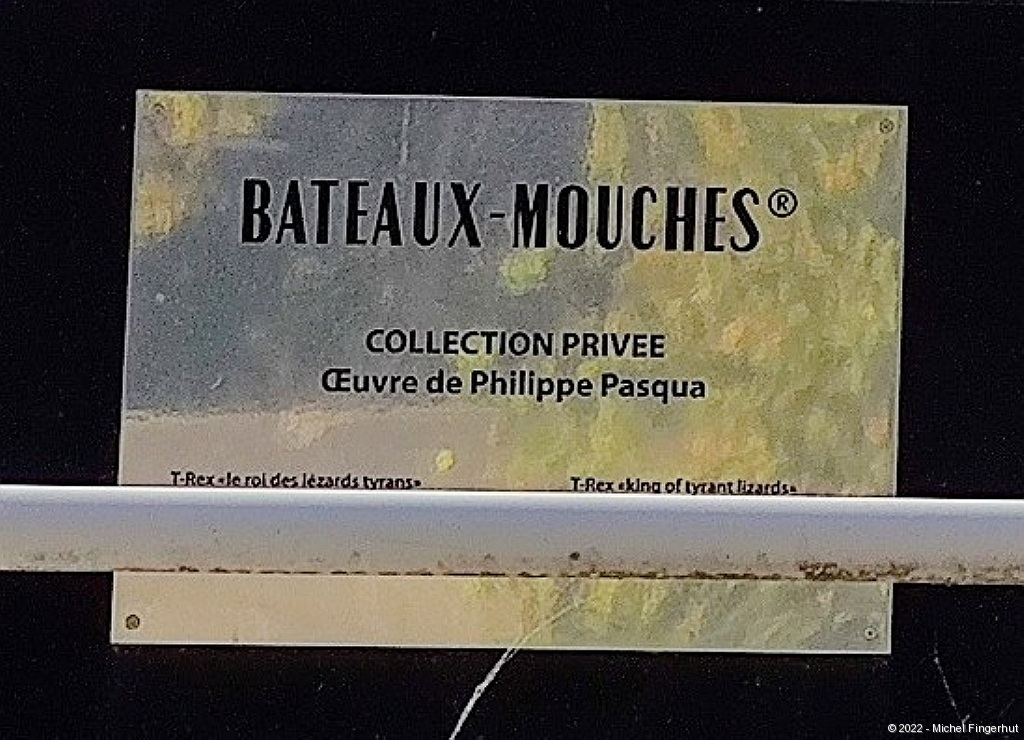 BATEAUX-MOUCHES®
COLLECTION PRIVEE
Œuvre de Philippe Pasqua
T-Rex «le roi des lézards tyrans»
T-Rex «king of tyrant lizards»
© 2022 - Michel Fingerhut